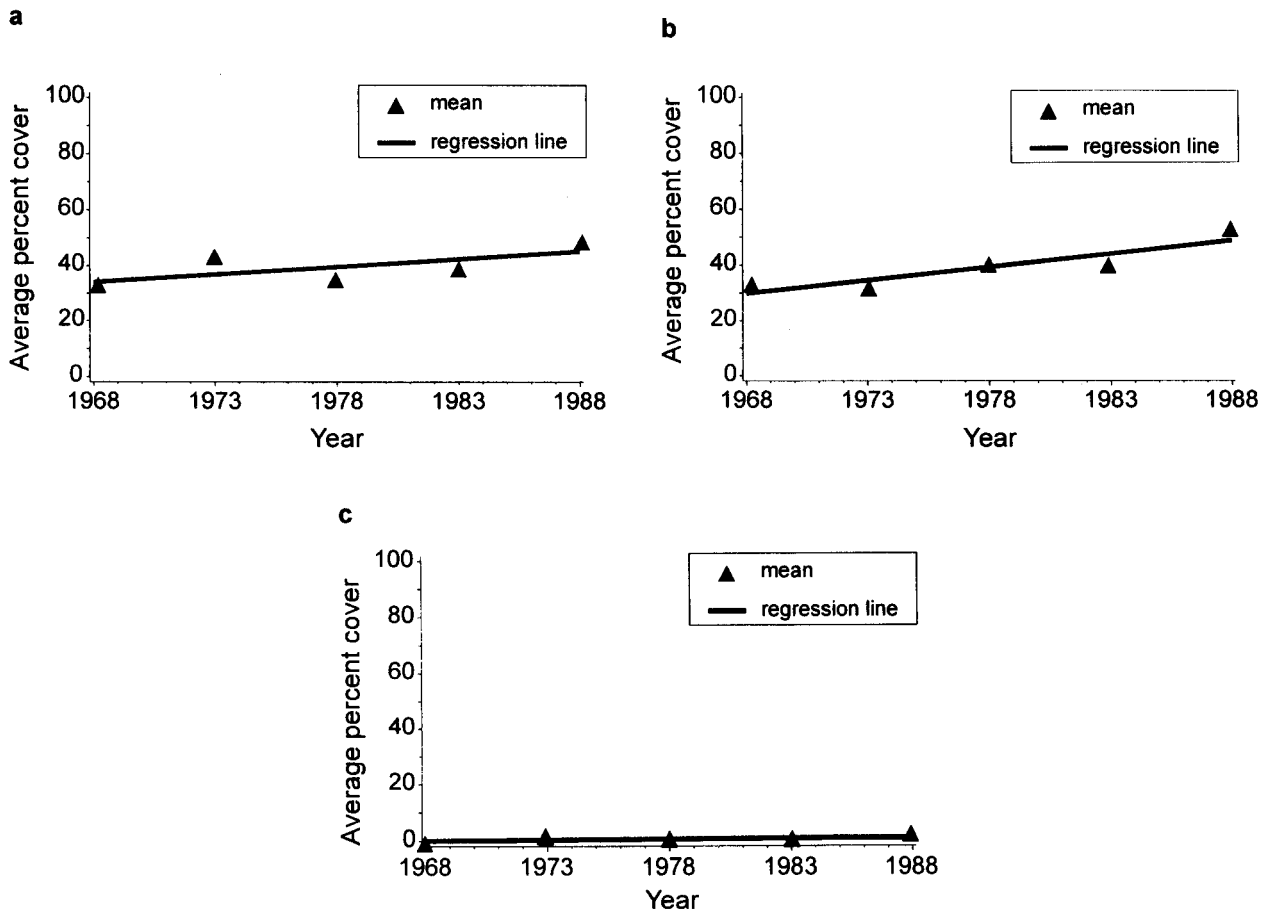 a
Average percent cover
100
80
60
40
20
0
mean
regression line
1968 1973 1978 1983 1988
Year
b
Average percent cover
100
80
60
40
20
0
mean
regression line
1968 1973 1978 1983 1988
Year
c
Average percent cover
100
80
60
40
20
0
mean
regression line
1968 1973 1978 1983 1988
Year